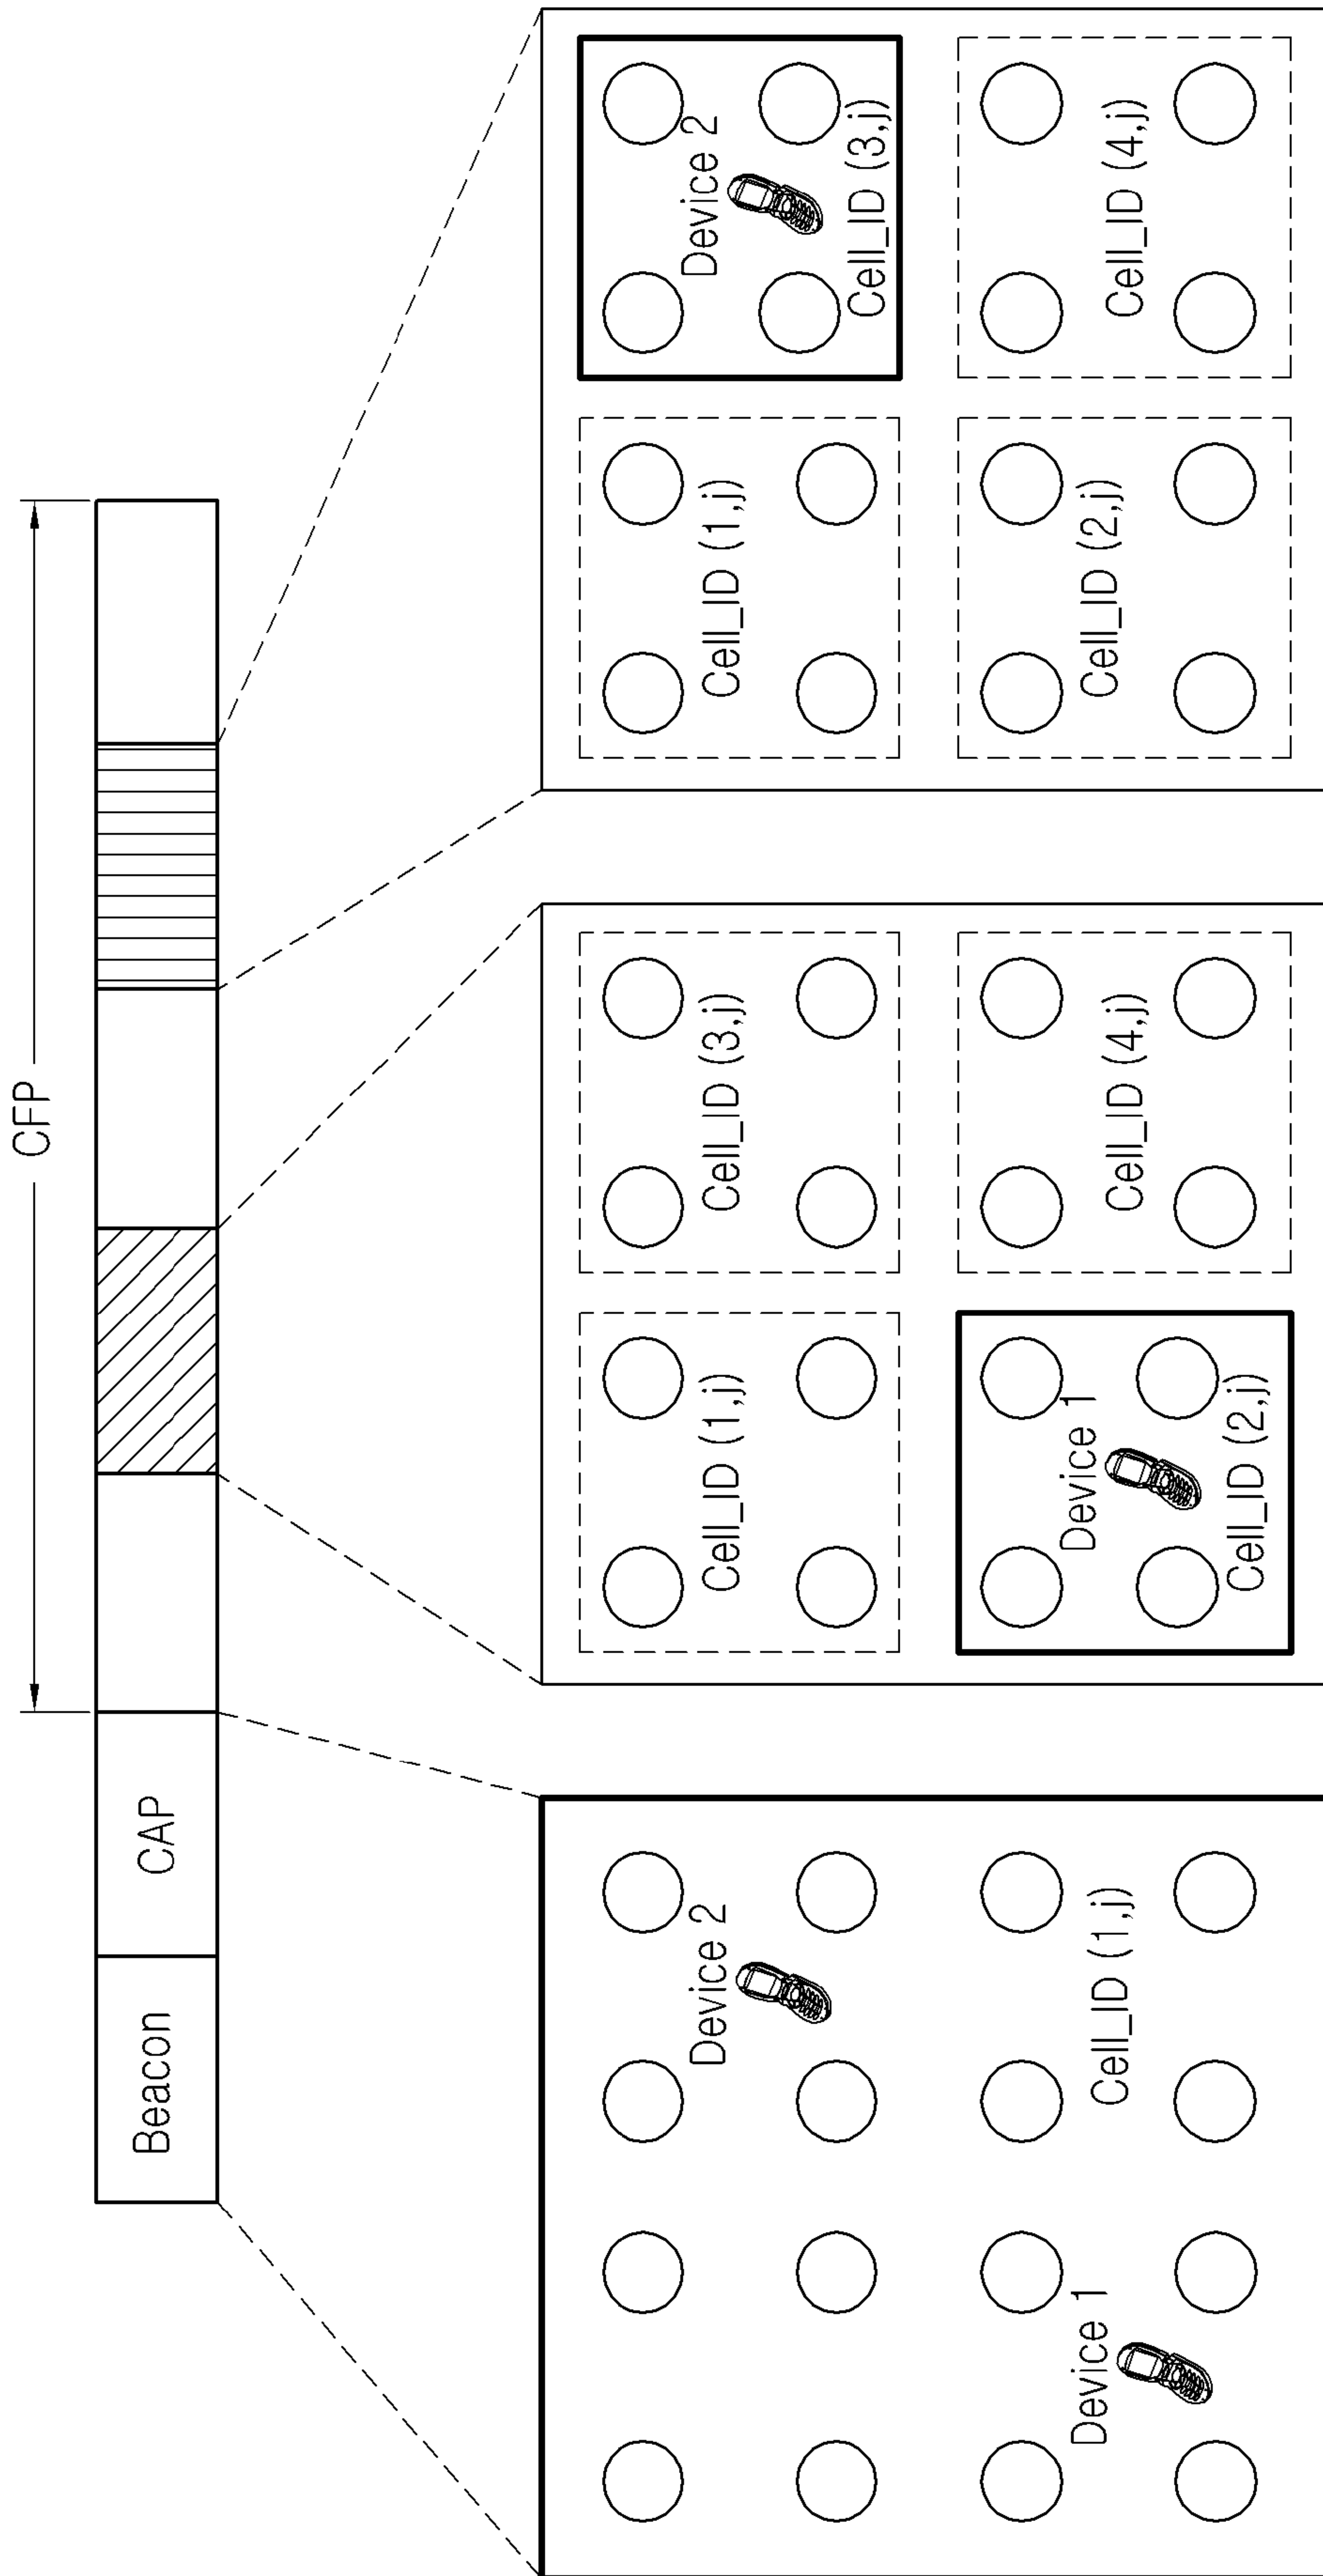 CFP
Beacon
CAP
Device 2
Device 1
Cell_ID (1,j)
Cell_ID (1,j)
Cell_ID (3,j)
Device 1
Cell_ID (2,j)
Cell_ID (4,j)
Cell_ID (1,j)
Device 2
Cell_ID (3,j)
Cell_ID (2,j)
Cell_ID (4,j)